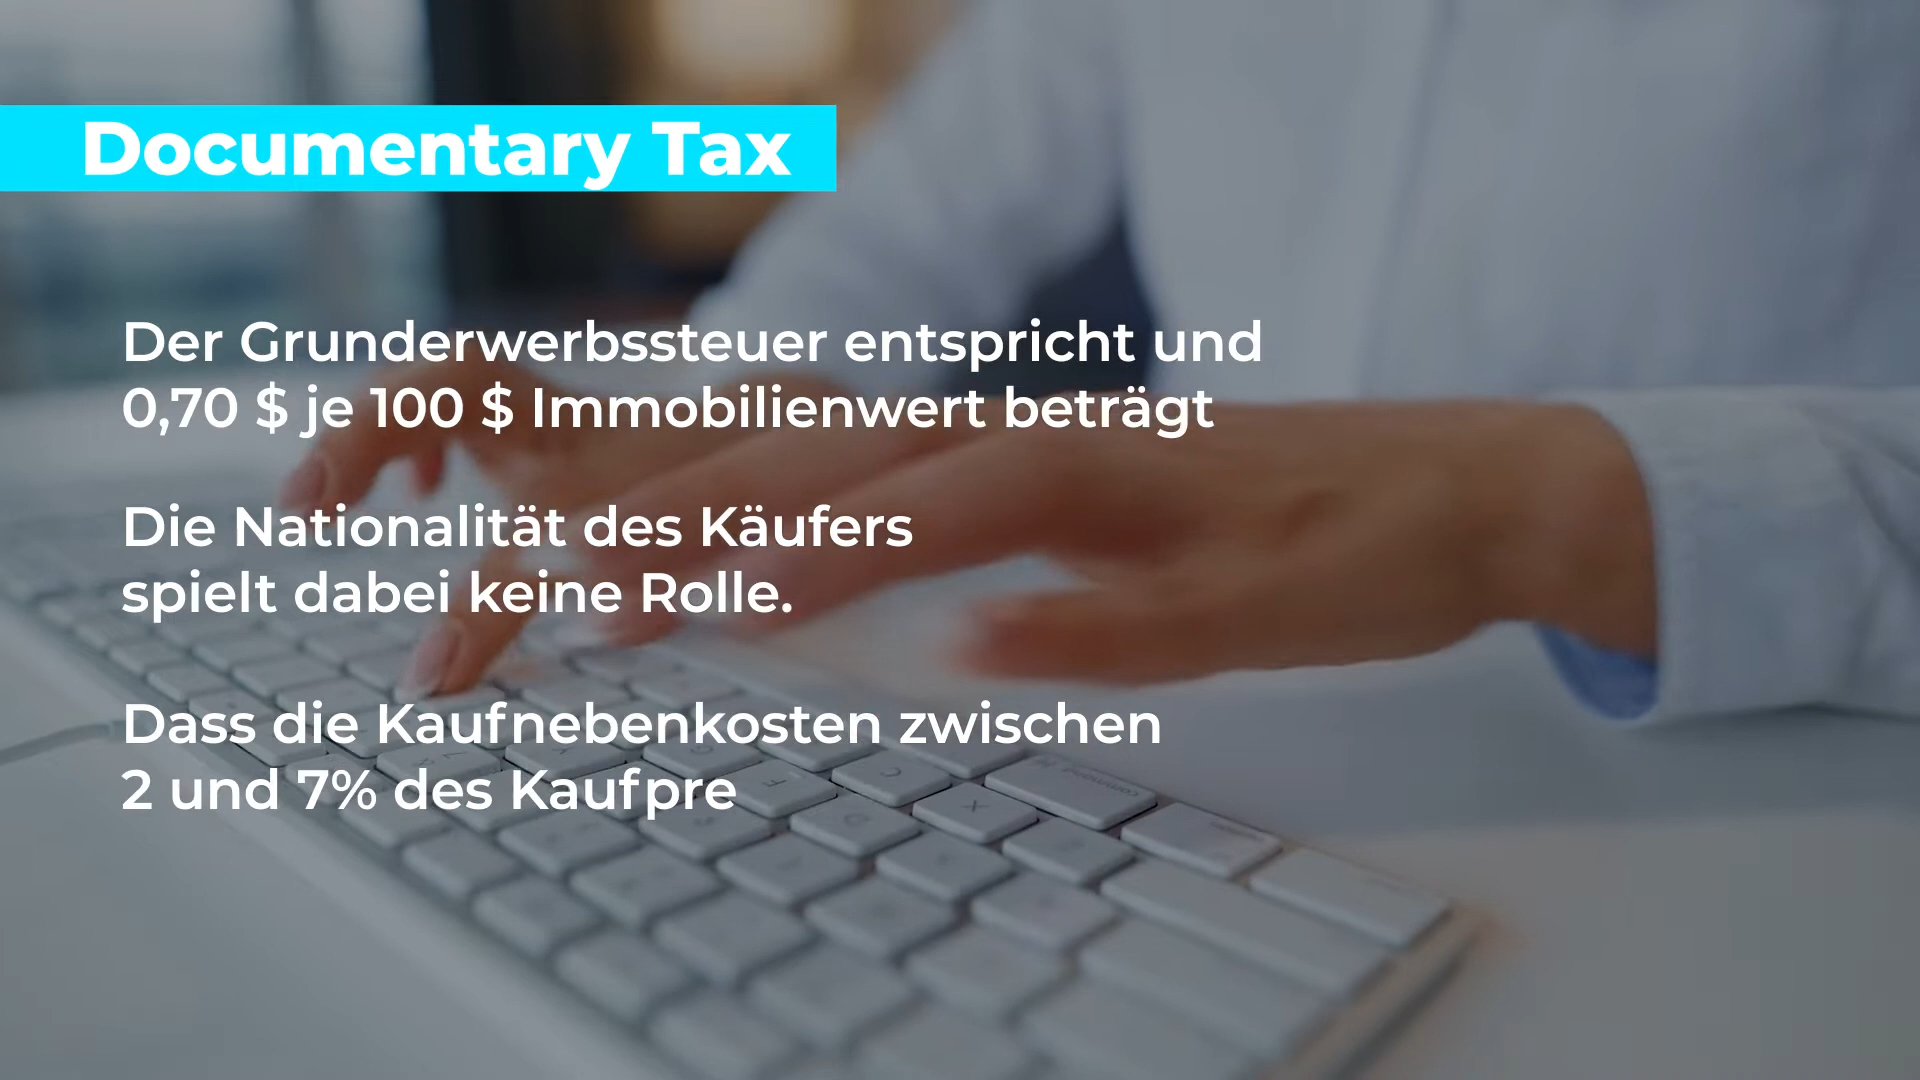 Documentary Tax
Der Grunderwerbssteuer entspricht und
0,70 $ je 100 $ Immobilienwert beträgt
Die Nationalität des Käufers
spielt dabei keine Rolle.
Dass die Kaufnebenkosten zwischen
2 und 7% des Kaufpre